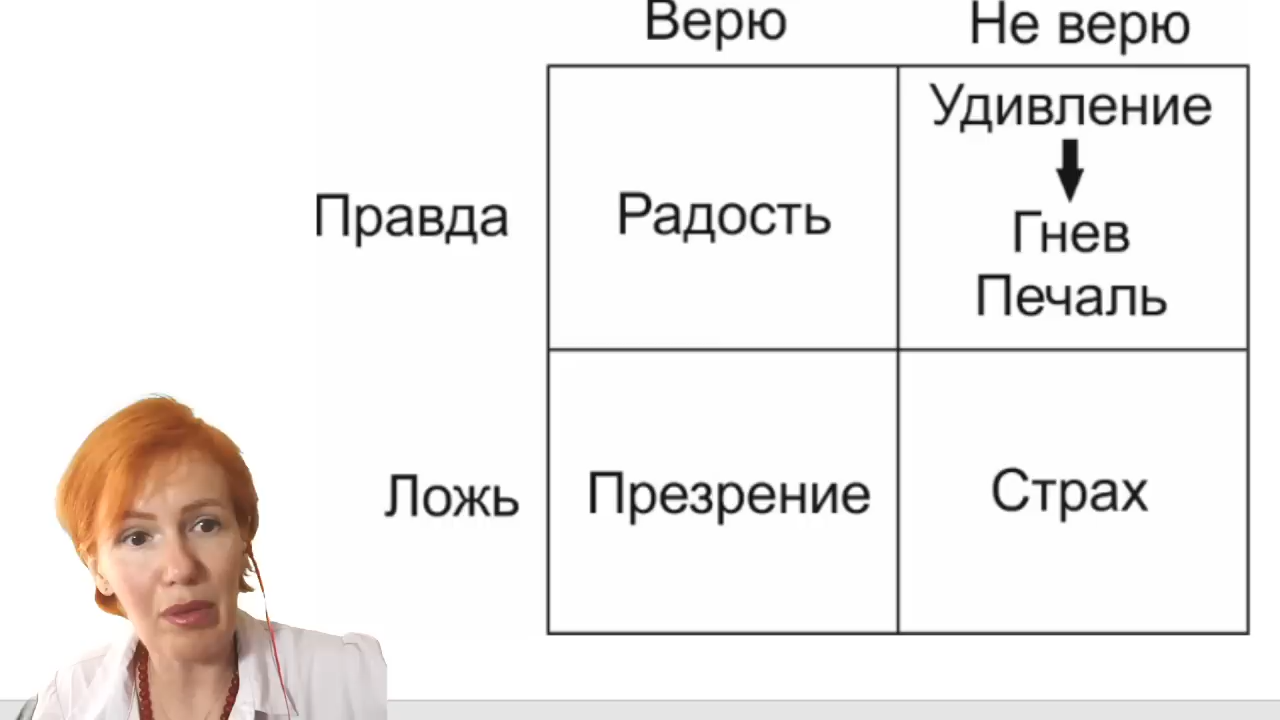 Верю
Не верю
Правда
Радость
Удивление
Гнев
Печаль
Ложь
Презрение
Страх